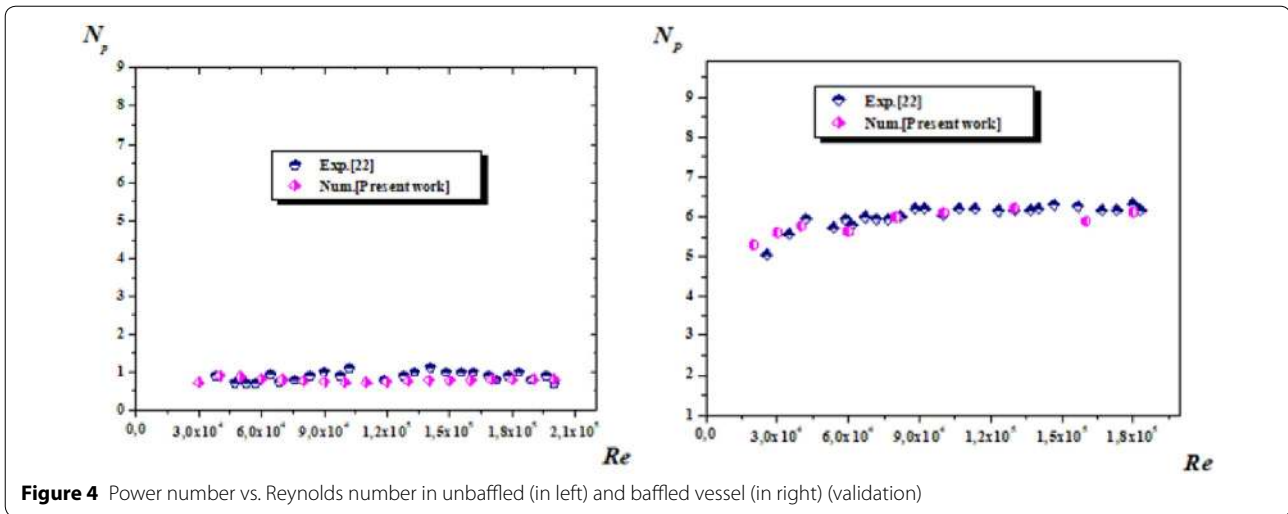 N_p
9
8
7
6
5
4
3
2
1
0
Exp.[22]
Num.[Present work]
0,0 3,0x10⁴ 6,0x10⁴ 9,0x10⁴ 1,2x10⁵ 1,5x10⁵ 1,8x10⁵ 2,1x10⁵
Re
N_p
9
8
7
6
5
4
3
2
1
Exp.[22]
Num.[Present work]
0,0 3,0x10⁴ 6,0x10⁴ 9,0x10⁴ 1,2x10⁵ 1,5x10⁵ 1,8x10⁵
Re
Figure 4 Power number vs. Reynolds number in unbaffled (in left) and baffled vessel (in right) (validation)